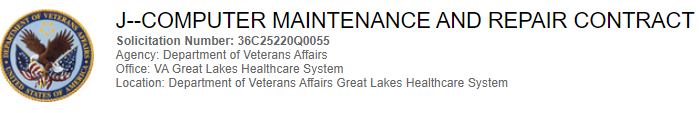 J--COMPUTER MAINTENANCE AND REPAIR CONTRACT
Solicitation Number: 36C25220Q0055
Agency: Department of Veterans Affairs
Office: VA Great Lakes Healthcare System
Location: Department of Veterans Affairs Great Lakes Healthcare System
DEPARTMENT OF VETERANS AFFAIRS
UNITED STATES OF AMERICA